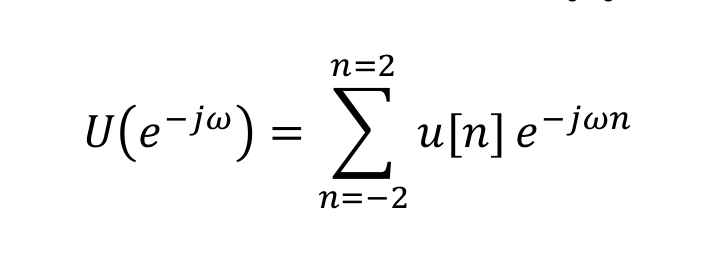 n=2
U(e^{-jω}) = ∑ u[n] e^{-jωn}
n=−2